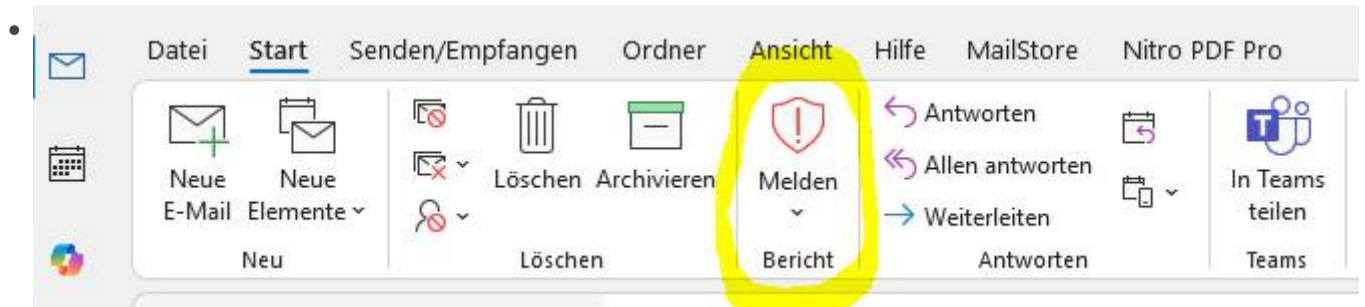 Datei Start Senden/Empfangen Ordner Ansicht Hilfe MailStore Nitro PDF Pro
Neue E-Mail
Neue Elemente
Löschen
Archivieren
Melden
Antworten
Allen antworten
Weiterleiten
In Teams teilen
Neu Löschen Bericht Antworten Teams